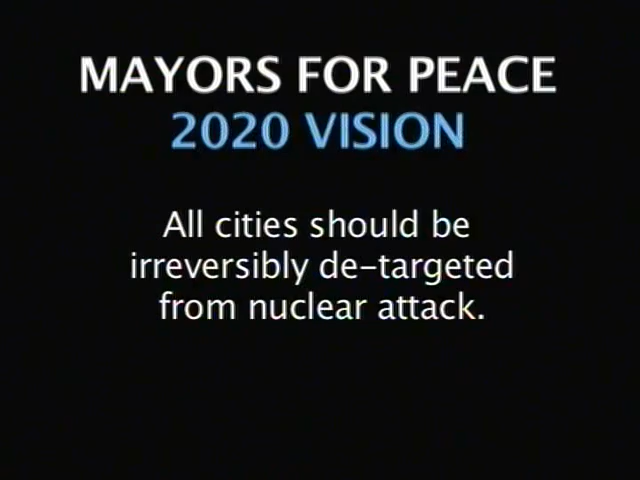 MAYORS FOR PEACE
2020 VISION
All cities should be
irreversibly de-targeted
from nuclear attack.